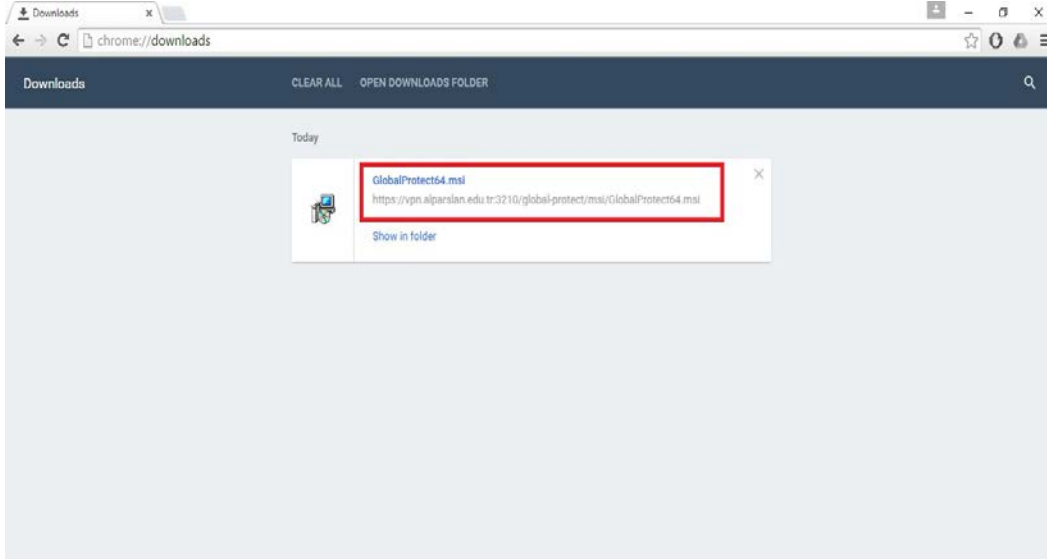 Downloads
chrome://downloads
Downloads CLEAR ALL OPEN DOWNLOADS FOLDER
Today
GlobalProtect64.msi
https://vpn.alparslan.edu.tr:3210/global-protect/msi/GlobalProtect64.msi
Show in folder